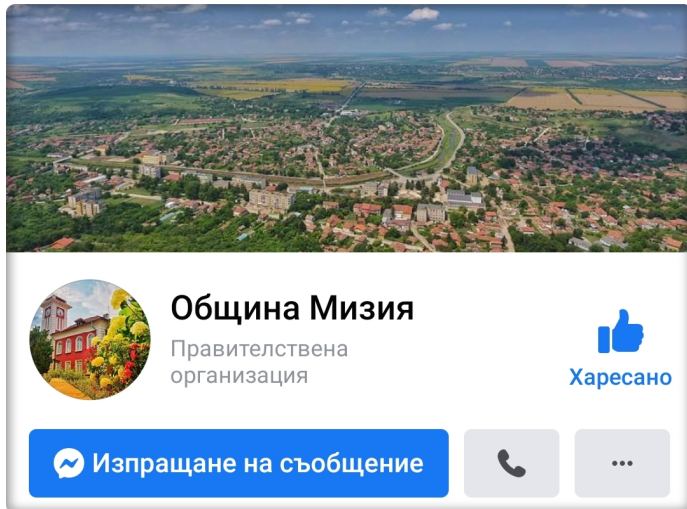 Община Мизия
Правителствена
организация
Харесано
Изпращане на съобщение